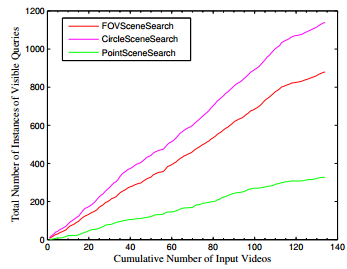 1200
1000
800
600
400
200
0
FOVSceneSearch
CircleSceneSearch
PointSceneSearch
Total Number of Instances of Visible Queries
0 20 40 60 80 100 120 140
Cumulative Number of Input Videos